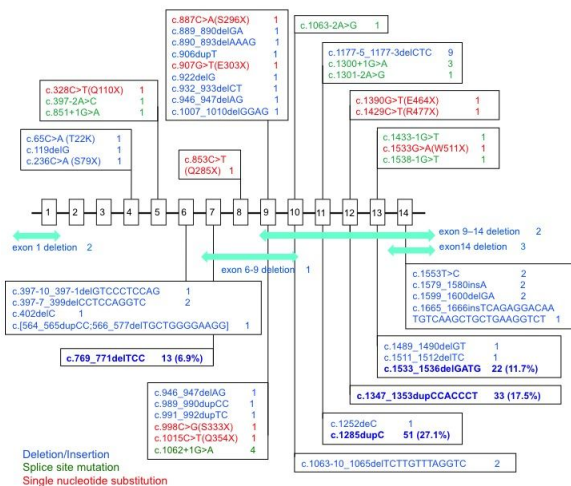 c.887C>A(S296X) 1
c.889_890delGA 1
c.890_893delAAAG 1
c.906dupT 1
c.907G>T(E303X) 1
c.922delG 1
c.932_933delCT 1
c.946_947delAG 1
c.1007_1010delGGAG 1
c.1063-2A>G 1
c.1177-5_1177-3delCTC 9
c.1300+1G>A 3
c.1301-2A>G 1
c.328C>T(Q110X) 1
c.397-2A>C 1
c.851+1G>A 1
c.1390G>T(E464X) 1
c.1429C>T(R477X) 1
c.65C>A (T22K) 1
c.119delG 1
c.236C>A (S79X) 1
c.853C>T
(Q285X) 1
c.1433-1G>T 1
c.1533G>A(W511X) 1
c.1538-1G>T 1
1 2 3 4 5 6 7 8 9 10 11 12 13 14
exon 1 deletion 2
exon 9–14 deletion 2
exon14 deletion 3
exon 6-9 deletion 1
c.397-10_397-1delGTCCCTCCAG 1
c.397-7_399delCCTCCAGGTC 2
c.402delC 1
c.[564_565dupCC;566_577delTGCTGGGGAAGG] 1
c.769_771delTCC 13 (6.9%)
c.1553T>C 2
c.1579_1580insA 2
c.1599_1600delGA 2
c.1665_1666insTCAGAGGACAA
TGTCAAGCTGCTGAAGGTCT 1
c.1489_1490delGT 1
c.1511_1512delTC 1
c.1533_1536delGATG 22 (11.7%)
c.1347_1353dupCCACCCT 33 (17.5%)
c.946_947delAG 1
c.989_990dupCC 1
c.991_992dupTC 1
c.998C>G(S333X) 1
c.1015C>T(Q354X) 1
c.1062+1G>A 4
c.1252deC 1
c.1285dupC 51 (27.1%)
c.1063-10_1065delTCTTGTTTAGGTC 2
Deletion/Insertion
Splice site mutation
Single nucleotide substitution